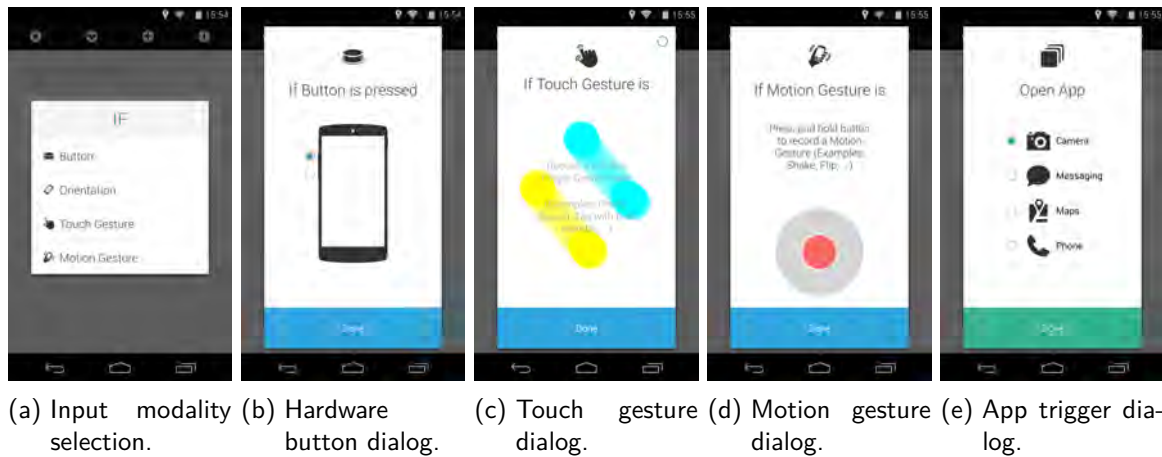 15:54
IF
Button
Orientation
Touch Gesture
Motion Gesture
15:54
If Button is pressed
Done
15:55
If Touch Gesture is
Done
15:55
If Motion Gesture is
Press and hold button
to record a Motion
Gesture (Examples:
Shake, Flip, ...)
Done
15:55
Open App
Camera
Messaging
Maps
Phone
Done
(a) Input modality
selection.
(b) Hardware
button dialog.
(c) Touch gesture
dialog.
(d) Motion gesture
dialog.
(e) App trigger dia-
log.